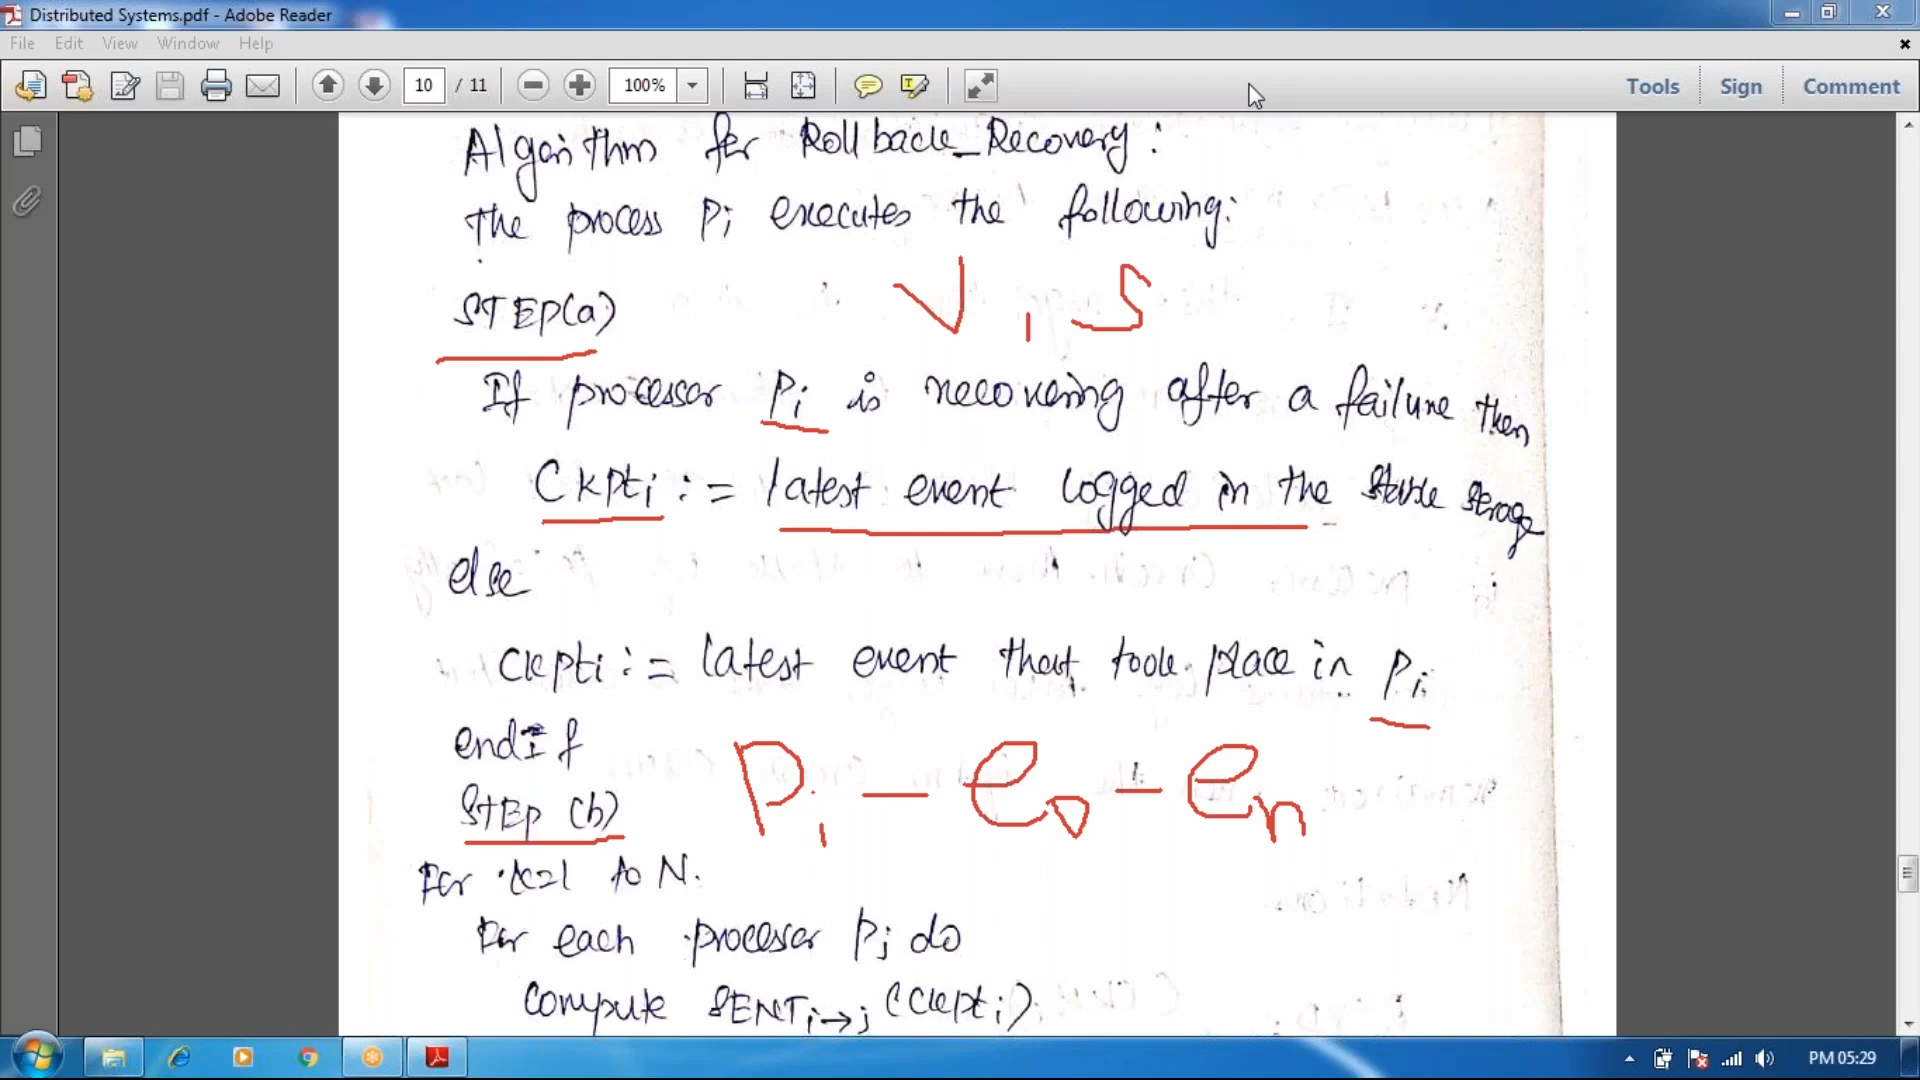 Distributed Systems.pdf - Adobe Reader
File Edit View Window Help
10 / 11 100% Tools Sign Comment
Algorithm for Rollback_Recovery:
The process Pi executes the following:
V, S
STEP(a)
If processor Pi is recovering after a failure then
Ckpti := latest event logged in the stable storage
else
Ckpti := latest event that took place in Pi
endIf
Pi - e0 - en
STEP (b)
For k=1 to N.
For each processor Pj do
Compute SENTi→j (Ckpti)
PM 05:29